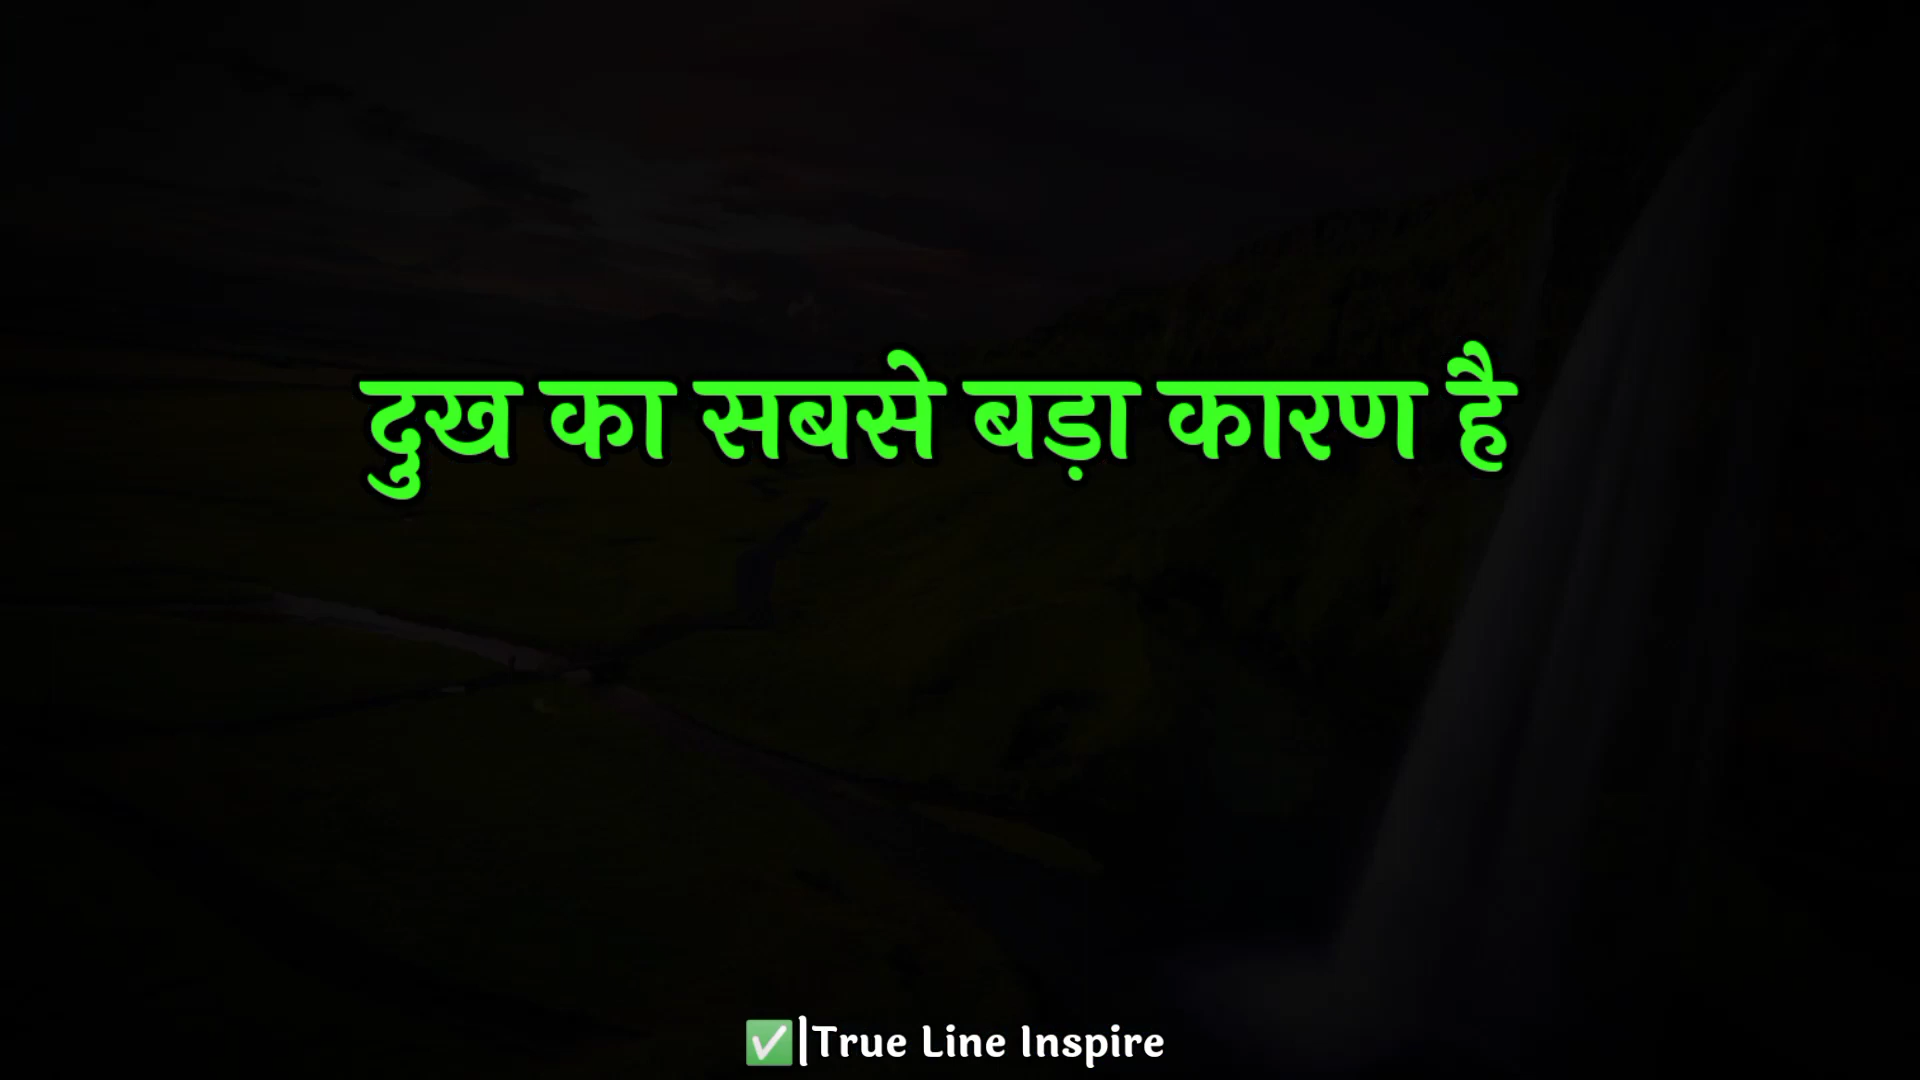 दुख का सबसे बड़ा कारण है
✅|True Line Inspire